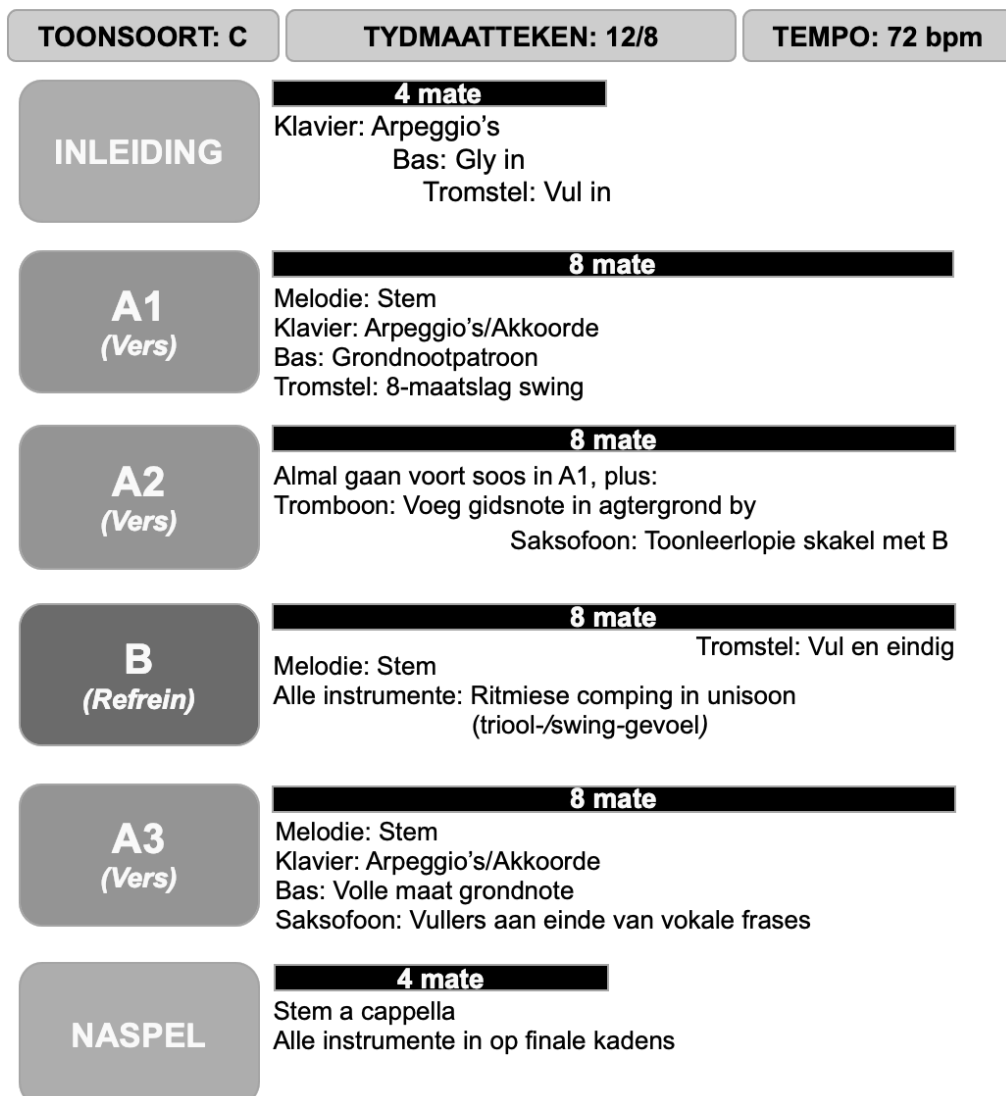 TOONSOORT: C
TYDMAATTEKEN: 12/8
TEMPO: 72 bpm
INLEIDING
4 mate
Klavier: Arpeggio’s
Bas: Gly in
Tromstel: Vul in
A1
(Vers)
8 mate
Melodie: Stem
Klavier: Arpeggio’s/Akkoorde
Bas: Grondnootpatroon
Tromstel: 8-maatslag swing
A2
(Vers)
8 mate
Almal gaan voort soos in A1, plus:
Tromboon: Voeg gidsnote in agtergrond by
Saksofoon: Toonleerlopie skakel met B
B
(Refrein)
8 mate
Tromstel: Vul en eindig
Melodie: Stem
Alle instrumente: Ritmiese comping in unisoon
(triool-/swing-gevoel)
A3
(Vers)
8 mate
Melodie: Stem
Klavier: Arpeggio’s/Akkoorde
Bas: Volle maat grondnote
Saksofoon: Vullers aan einde van vokale frases
NASPEL
4 mate
Stem a cappella
Alle instrumente in op finale kadens